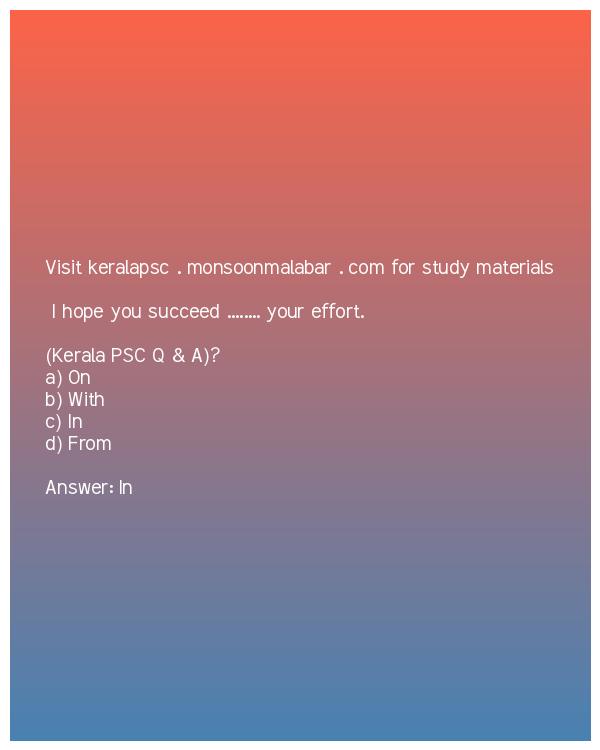 Visit keralapsc . monsoonmalabar . com for study materials
I hope you succeed ........ your effort.
(Kerala PSC Q & A)?
a) On
b) With
c) In
d) From
Answer: In